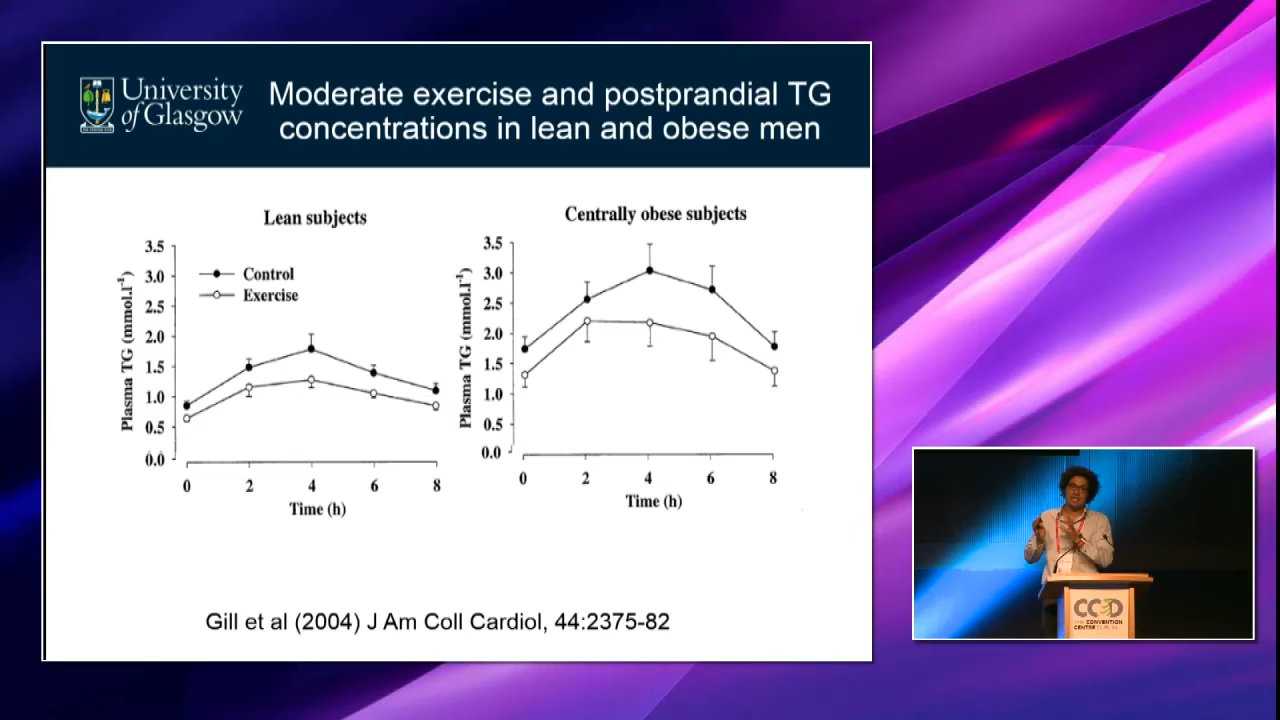 University
of Glasgow
Moderate exercise and postprandial TG
concentrations in lean and obese men
Lean subjects
Plasma TG (mmol.l⁻¹)
3.5
3.0
2.5
2.0
1.5
1.0
0.5
0.0
Control
Exercise
0 2 4 6 8
Time (h)
Centrally obese subjects
Plasma TG (mmol.l⁻¹)
3.5
3.0
2.5
2.0
1.5
1.0
0.5
0.0
0 2 4 6 8
Time (h)
Gill et al (2004) J Am Coll Cardiol, 44:2375-82
THE CONVENTION
CENTRE DUBLIN